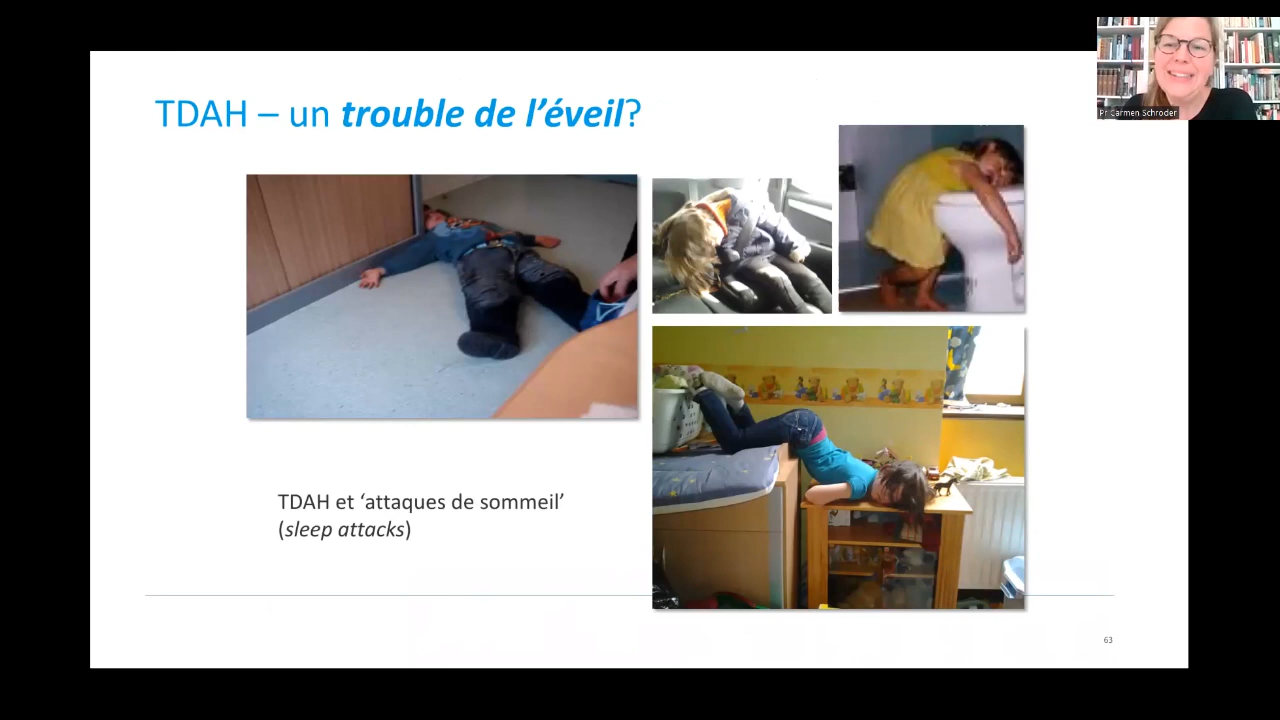 TDAH – un trouble de l’éveil?
Pr Carmen Schroder
TDAH et ‘attaques de sommeil’
(sleep attacks)
63